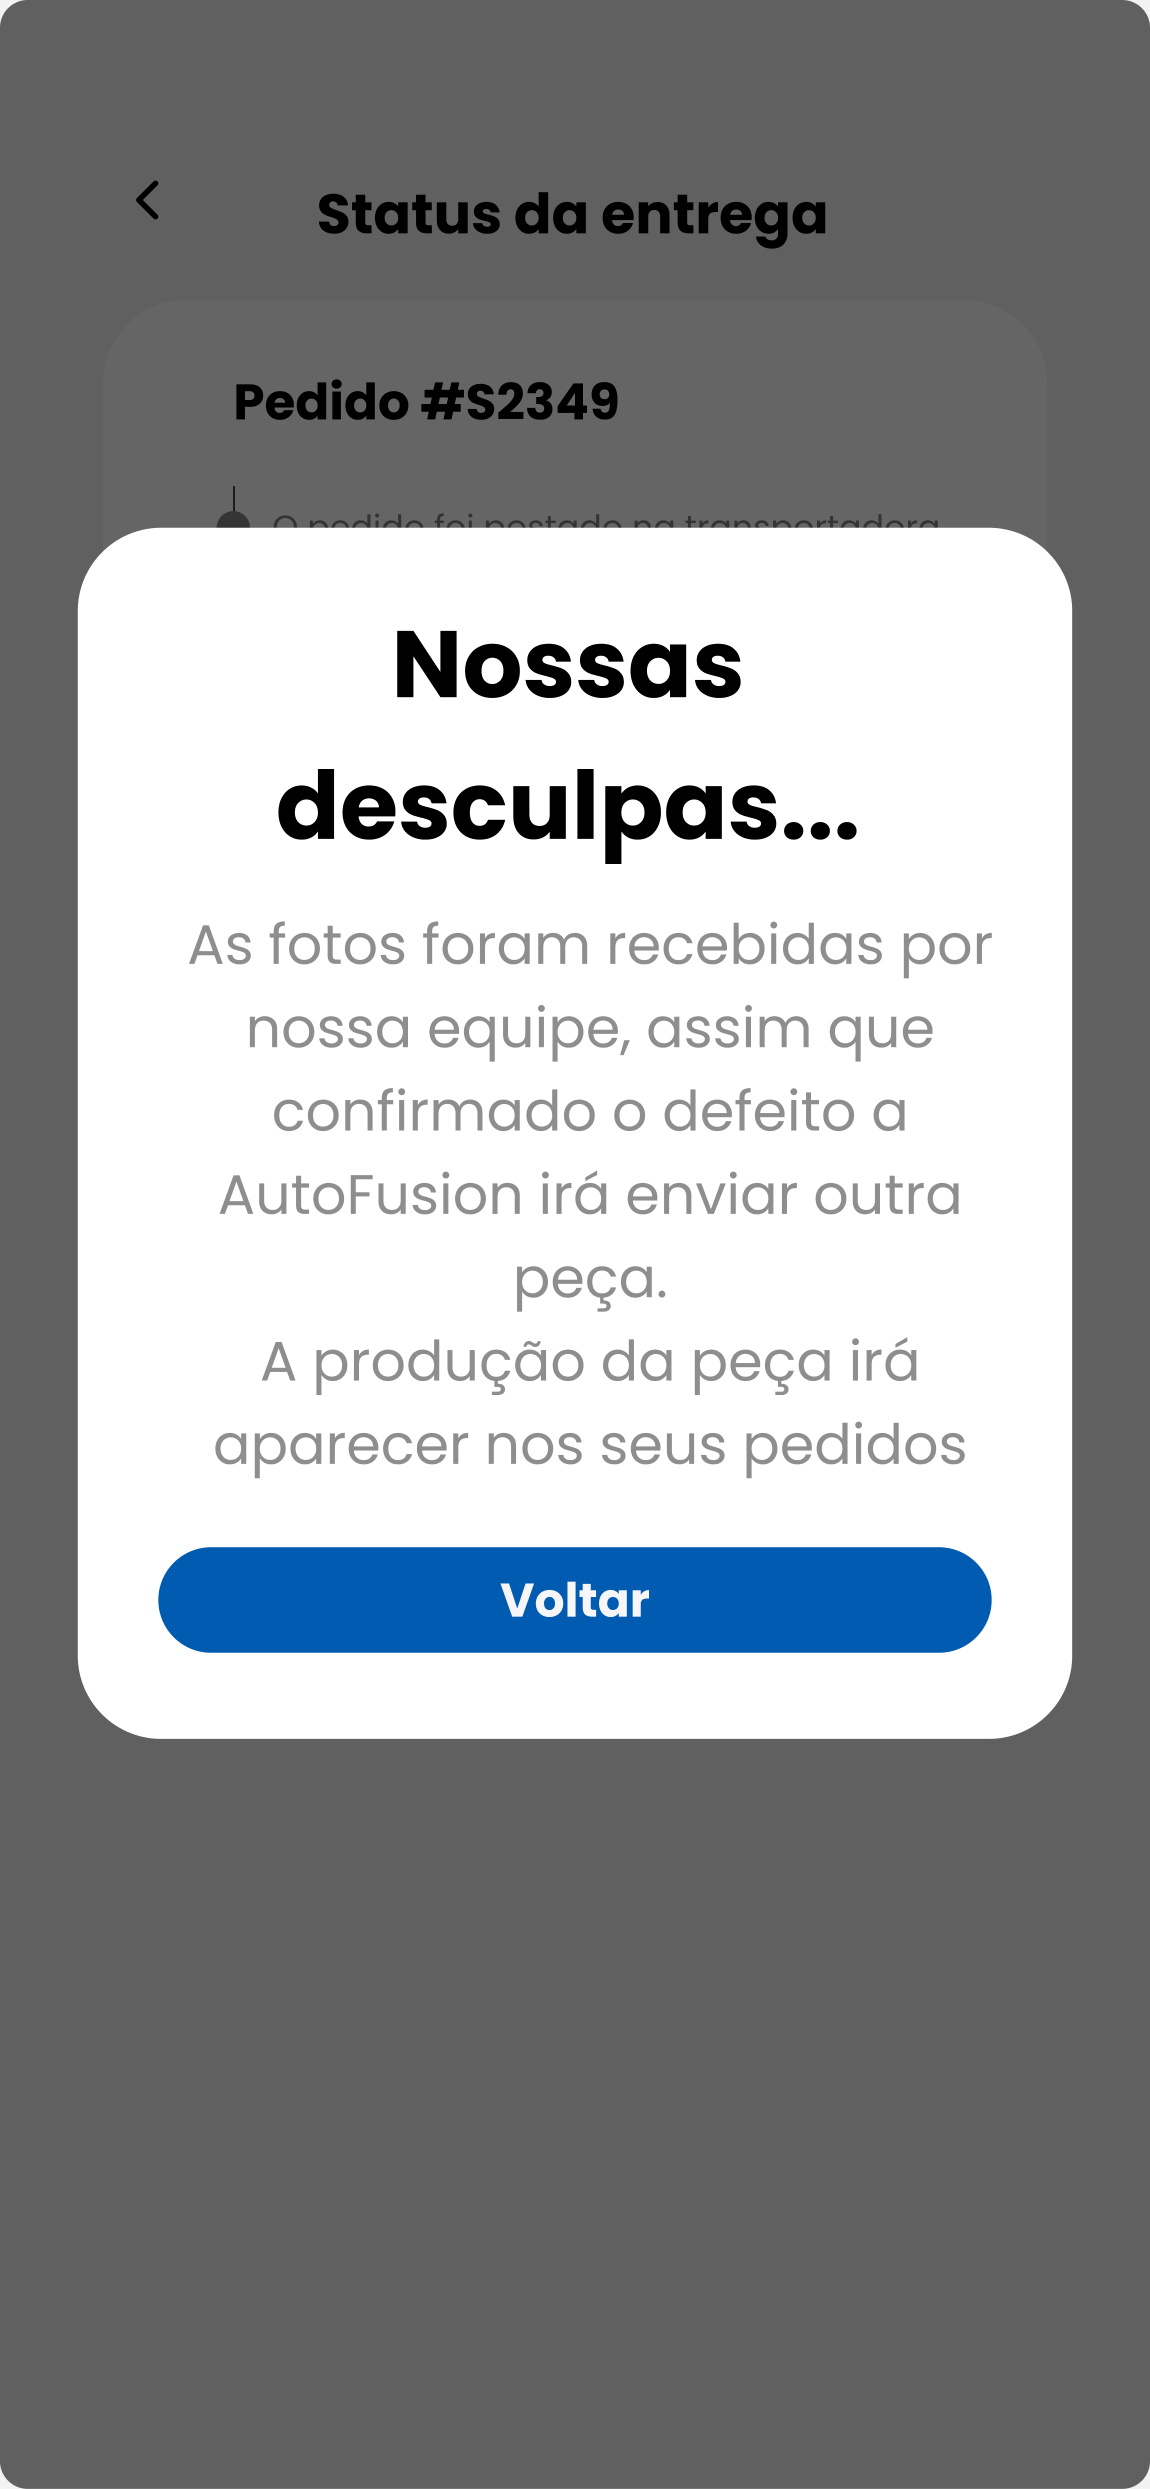 Status da entrega
Pedido #S2349
O pedido foi postado na transportadora
Nossas
desculpas...
As fotos foram recebidas por
nossa equipe, assim que
confirmado o defeito a
AutoFusion irá enviar outra
peça.
A produção da peça irá
aparecer nos seus pedidos
Voltar